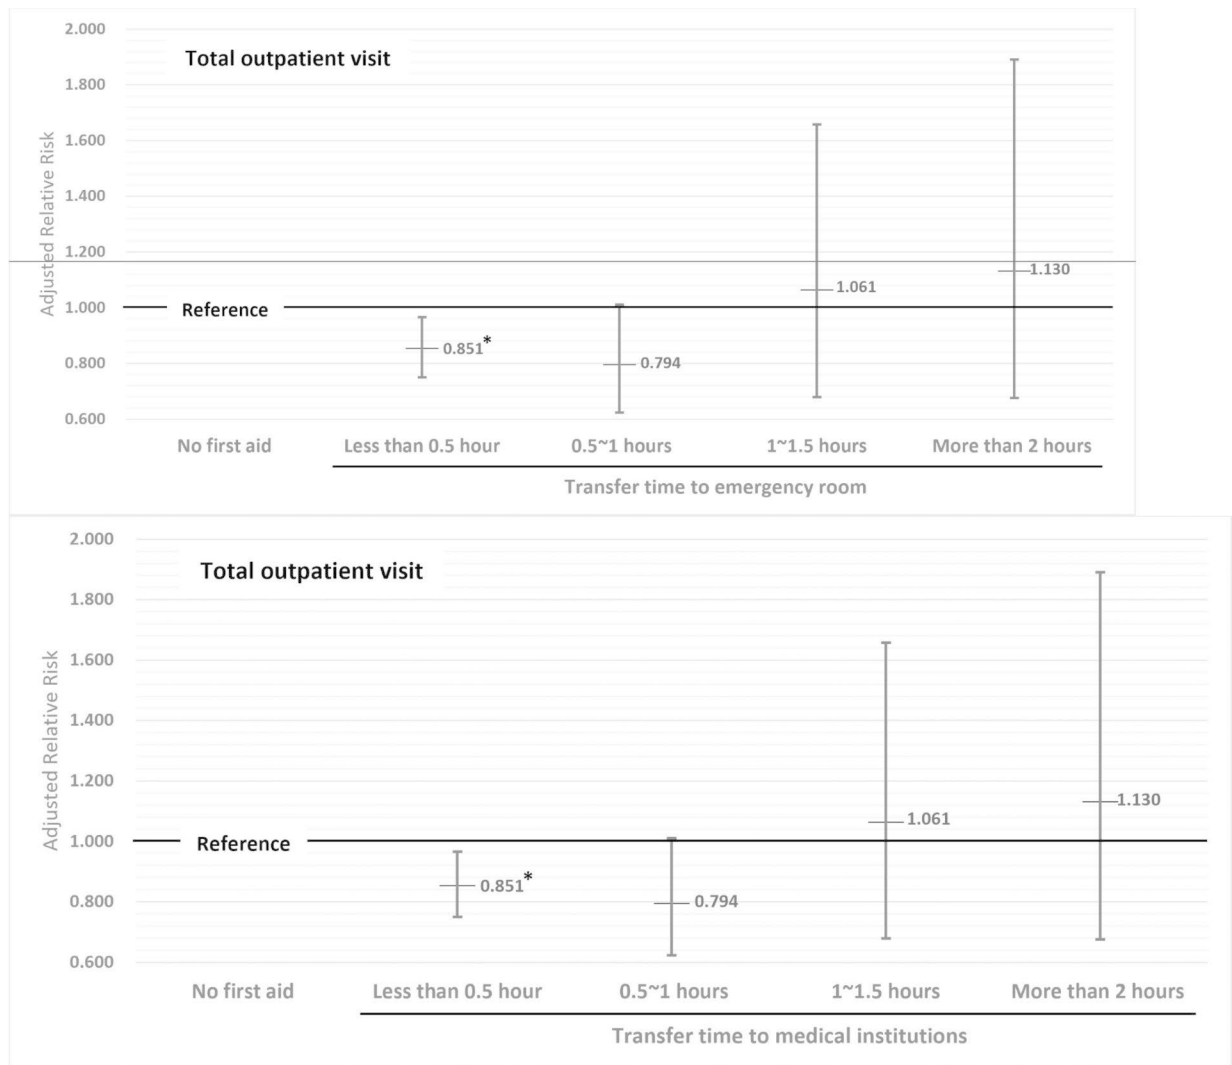 2.000
Total outpatient visit
1.800
1.600
1.400
1.200
1.130
1.061
1.000
Reference
0.851*
0.794
0.800
0.600
Adjusted Relative Risk
No first aid Less than 0.5 hour 0.5~1 hours 1~1.5 hours More than 2 hours
Transfer time to emergency room
2.000
Total outpatient visit
1.800
1.600
1.400
1.200
1.130
1.061
1.000
Reference
0.851*
0.794
0.800
0.600
Adjusted Relative Risk
No first aid Less than 0.5 hour 0.5~1 hours 1~1.5 hours More than 2 hours
Transfer time to medical institutions